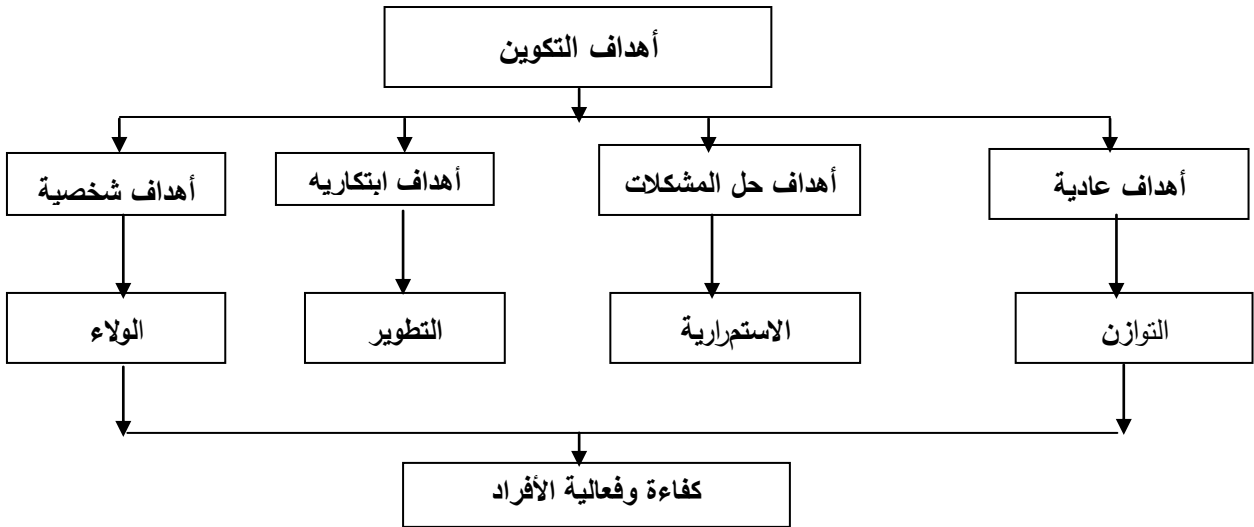 أهداف التكوين
أهداف عادية
أهداف حل المشكلات
أهداف ابتكاريه
أهداف شخصية
التوازن
الاستمرارية
التطوير
الولاء
كفاءة وفعالية الأفراد